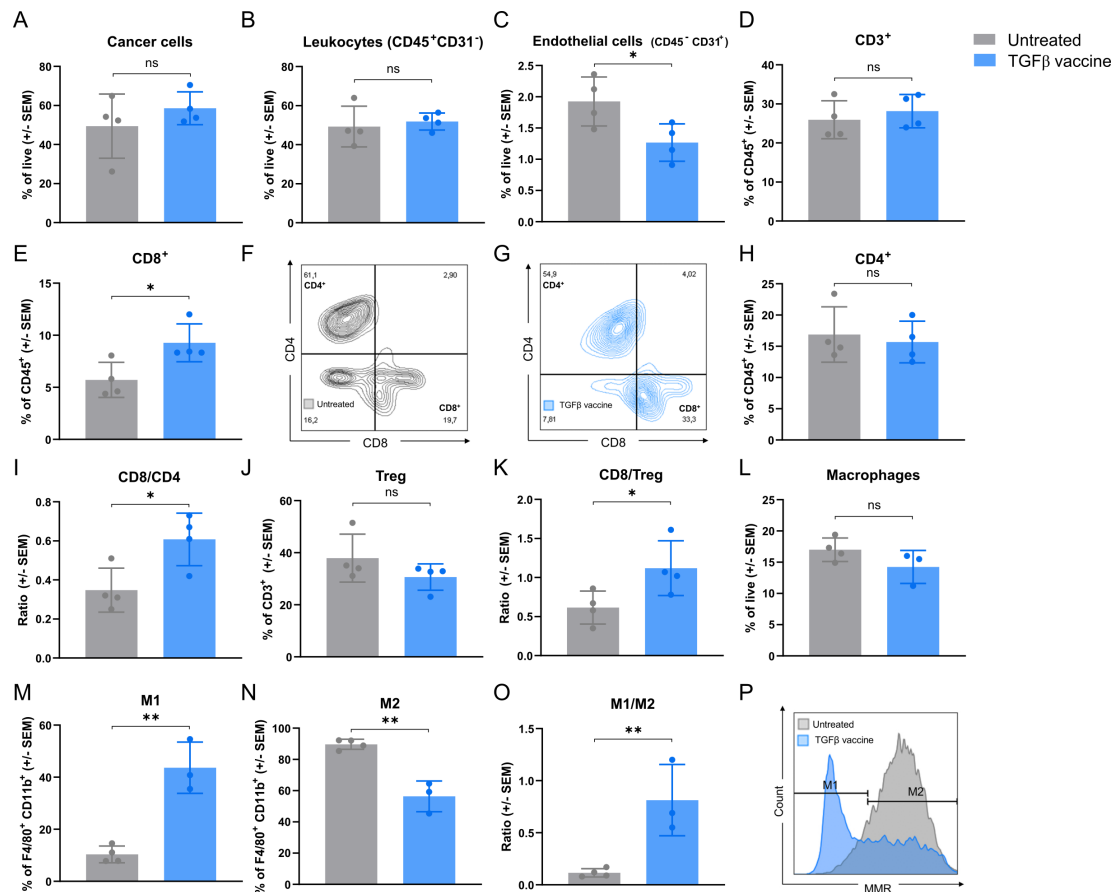 A
Cancer cells
ns
% of live (+/- SEM)
80
60
40
20
0
B
Leukocytes (CD45⁺CD31⁻)
ns
% of live (+/- SEM)
80
60
40
20
0
C
Endothelial cells (CD45⁻ CD31⁺)
*
% of live (+/- SEM)
2.5
2.0
1.5
1.0
0.5
0.0
D
CD3⁺
ns
% of CD45⁺ (+/- SEM)
40
30
20
10
0
Untreated
TGFβ vaccine
E
CD8⁺
*
% of CD45⁺ (+/- SEM)
15
10
5
0
F
61,1
2,90
CD4⁺
CD4
Untreated
CD8⁺
16,2
19,7
CD8
G
54,9
4,02
CD4⁺
CD4
TGFβ vaccine
CD8⁺
7,81
33,3
CD8
H
CD4⁺
ns
% of CD45⁺ (+/- SEM)
25
20
15
10
5
0
I
CD8/CD4
*
Ratio (+/- SEM)
0.8
0.6
0.4
0.2
0.0
J
Treg
ns
% of CD3⁺ (+/- SEM)
60
40
20
0
K
CD8/Treg
*
Ratio (+/- SEM)
2.0
1.5
1.0
0.5
0.0
L
Macrophages
ns
% of live (+/- SEM)
25
20
15
10
5
0
M
M1
**
% of F4/80⁺ CD11b⁺ (+/- SEM)
60
40
20
0
N
M2
**
% of F4/80⁺ CD11b⁺ (+/- SEM)
100
80
60
40
20
0
O
M1/M2
**
Ratio (+/- SEM)
1.5
1.0
0.5
0.0
P
Untreated
TGFβ vaccine
M1
M2
Count
MMR